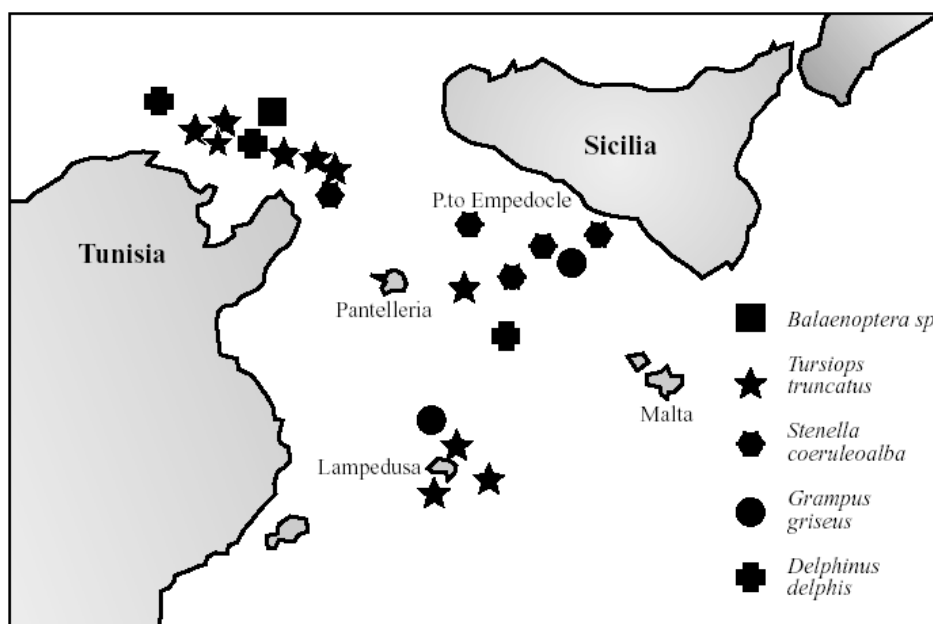 Sicilia
P.to Empedocle
Tunisia
Pantelleria
Balaenoptera sp
Tursiops
truncatus
Malta
Stenella
coeruleoalba
Lampedusa
Grampus
griseus
Delphinus
delphis